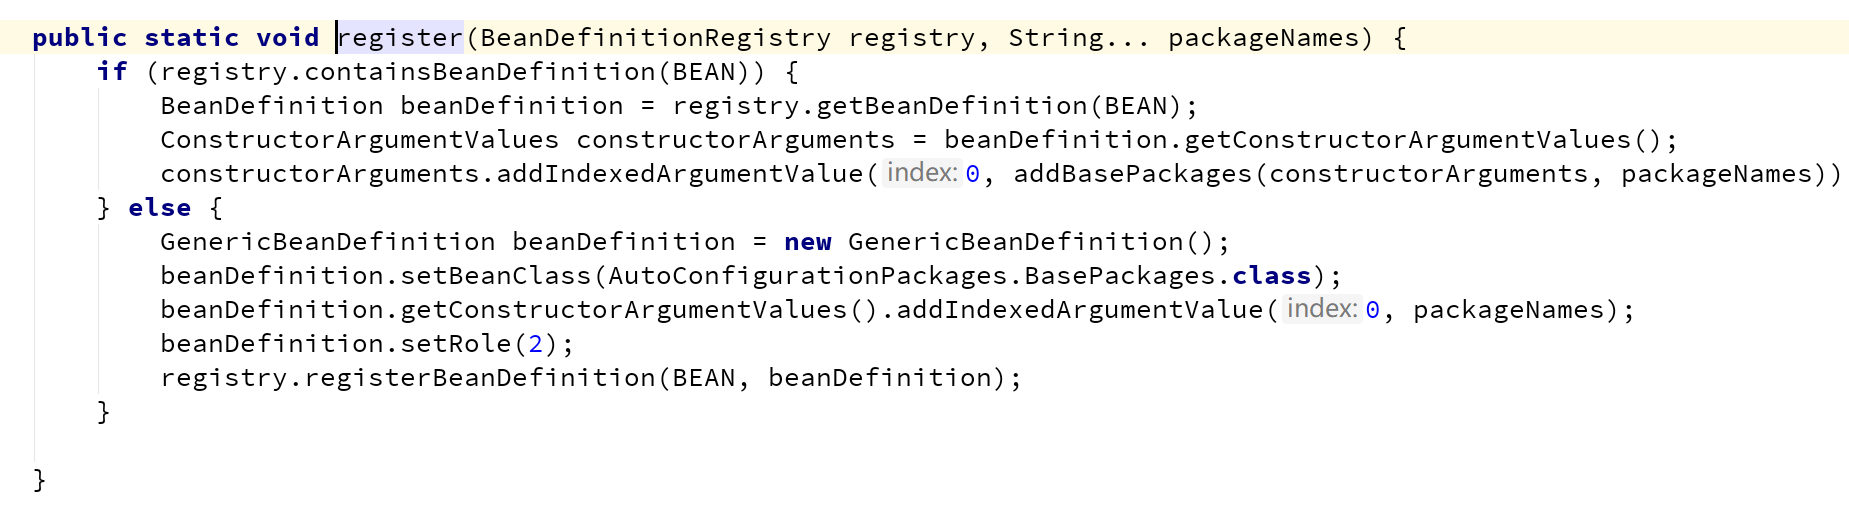 public static void register(BeanDefinitionRegistry registry, String... packageNames) {
    if (registry.containsBeanDefinition(BEAN)) {
        BeanDefinition beanDefinition = registry.getBeanDefinition(BEAN);
        ConstructorArgumentValues constructorArguments = beanDefinition.getConstructorArgumentValues();
        constructorArguments.addIndexedArgumentValue( index: 0, addBasePackages(constructorArguments, packageNames))
    } else {
        GenericBeanDefinition beanDefinition = new GenericBeanDefinition();
        beanDefinition.setBeanClass(AutoConfigurationPackages.BasePackages.class);
        beanDefinition.getConstructorArgumentValues().addIndexedArgumentValue( index: 0, packageNames);
        beanDefinition.setRole(2);
        registry.registerBeanDefinition(BEAN, beanDefinition);
    }
}